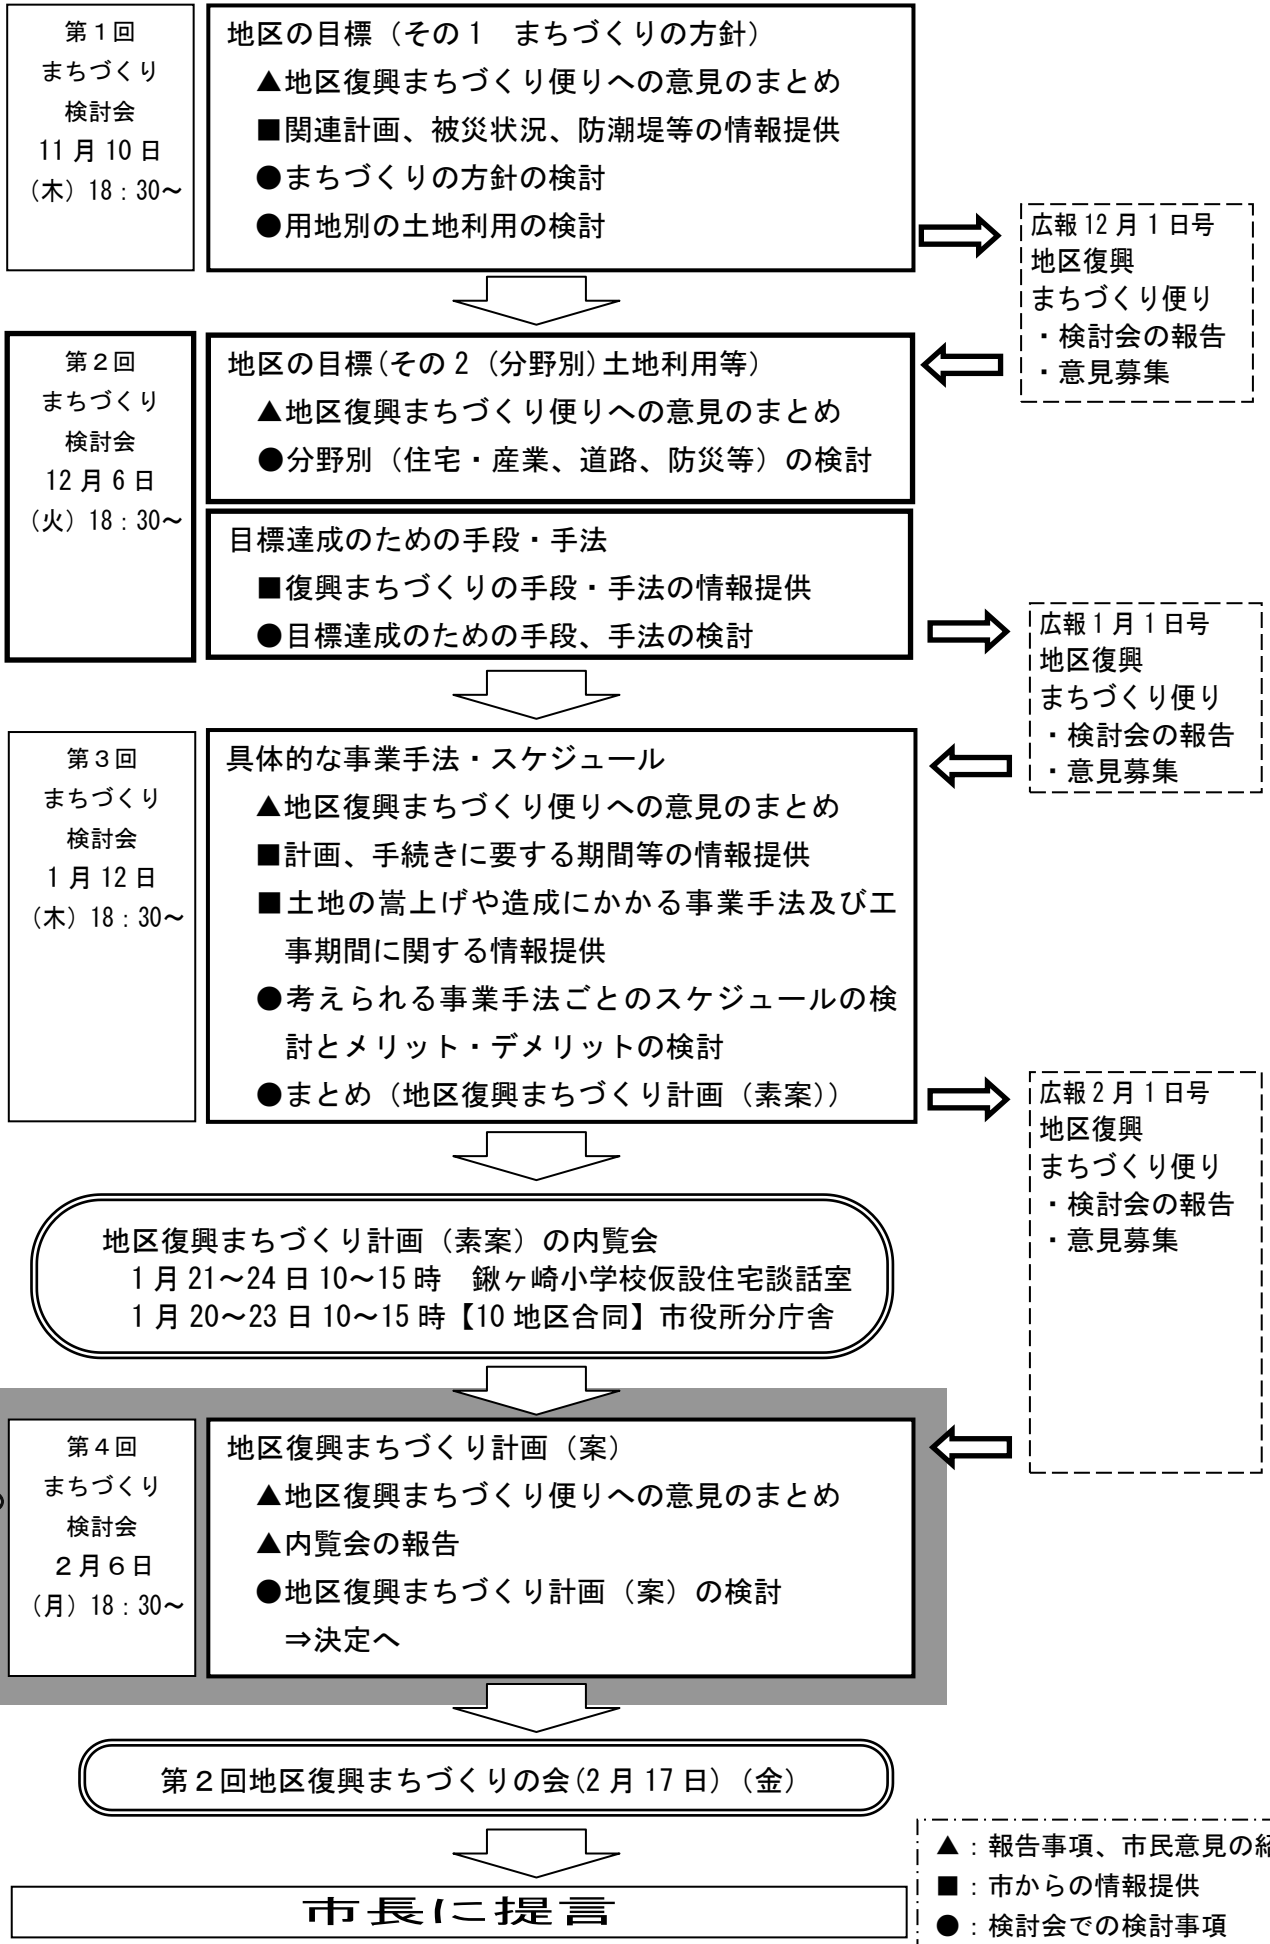 第１回
まちづくり
検討会
11月10日
（木）18：30～
地区の目標（その1　まちづくりの方針）
▲地区復興まちづくり便りへの意見のまとめ
■関連計画、被災状況、防潮堤等の情報提供
●まちづくりの方針の検討
●用地別の土地利用の検討
広報12月1日号
地区復興
まちづくり便り
・検討会の報告
・意見募集
第２回
まちづくり
検討会
12月6日
（火）18：30～
地区の目標(その2（分野別)土地利用等）
▲地区復興まちづくり便りへの意見のまとめ
●分野別（住宅・産業、道路、防災等）の検討
目標達成のための手段・手法
■復興まちづくりの手段・手法の情報提供
●目標達成のための手段、手法の検討
広報1月1日号
地区復興
まちづくり便り
・検討会の報告
・意見募集
第３回
まちづくり
検討会
1月12日
（木）18：30～
具体的な事業手法・スケジュール
▲地区復興まちづくり便りへの意見のまとめ
■計画、手続きに要する期間等の情報提供
■土地の嵩上げや造成にかかる事業手法及び工
事期間に関する情報提供
●考えられる事業手法ごとのスケジュールの検
討とメリット・デメリットの検討
●まとめ（地区復興まちづくり計画（素案））
広報2月1日号
地区復興
まちづくり便り
・検討会の報告
・意見募集
地区復興まちづくり計画（素案）の内覧会
1月21～24日10～15時　鍬ヶ崎小学校仮設住宅談話室
1月20～23日10～15時【10地区合同】市役所分庁舎
第４回
まちづくり
検討会
２月６日
（月）18：30～
地区復興まちづくり計画（案）
▲地区復興まちづくり便りへの意見のまとめ
▲内覧会の報告
●地区復興まちづくり計画（案）の検討
⇒決定へ
第２回地区復興まちづくりの会(2月17日)（金）
市長に提言
▲：報告事項、市民意見の
■：市からの情報提供
●：検討会での検討事項